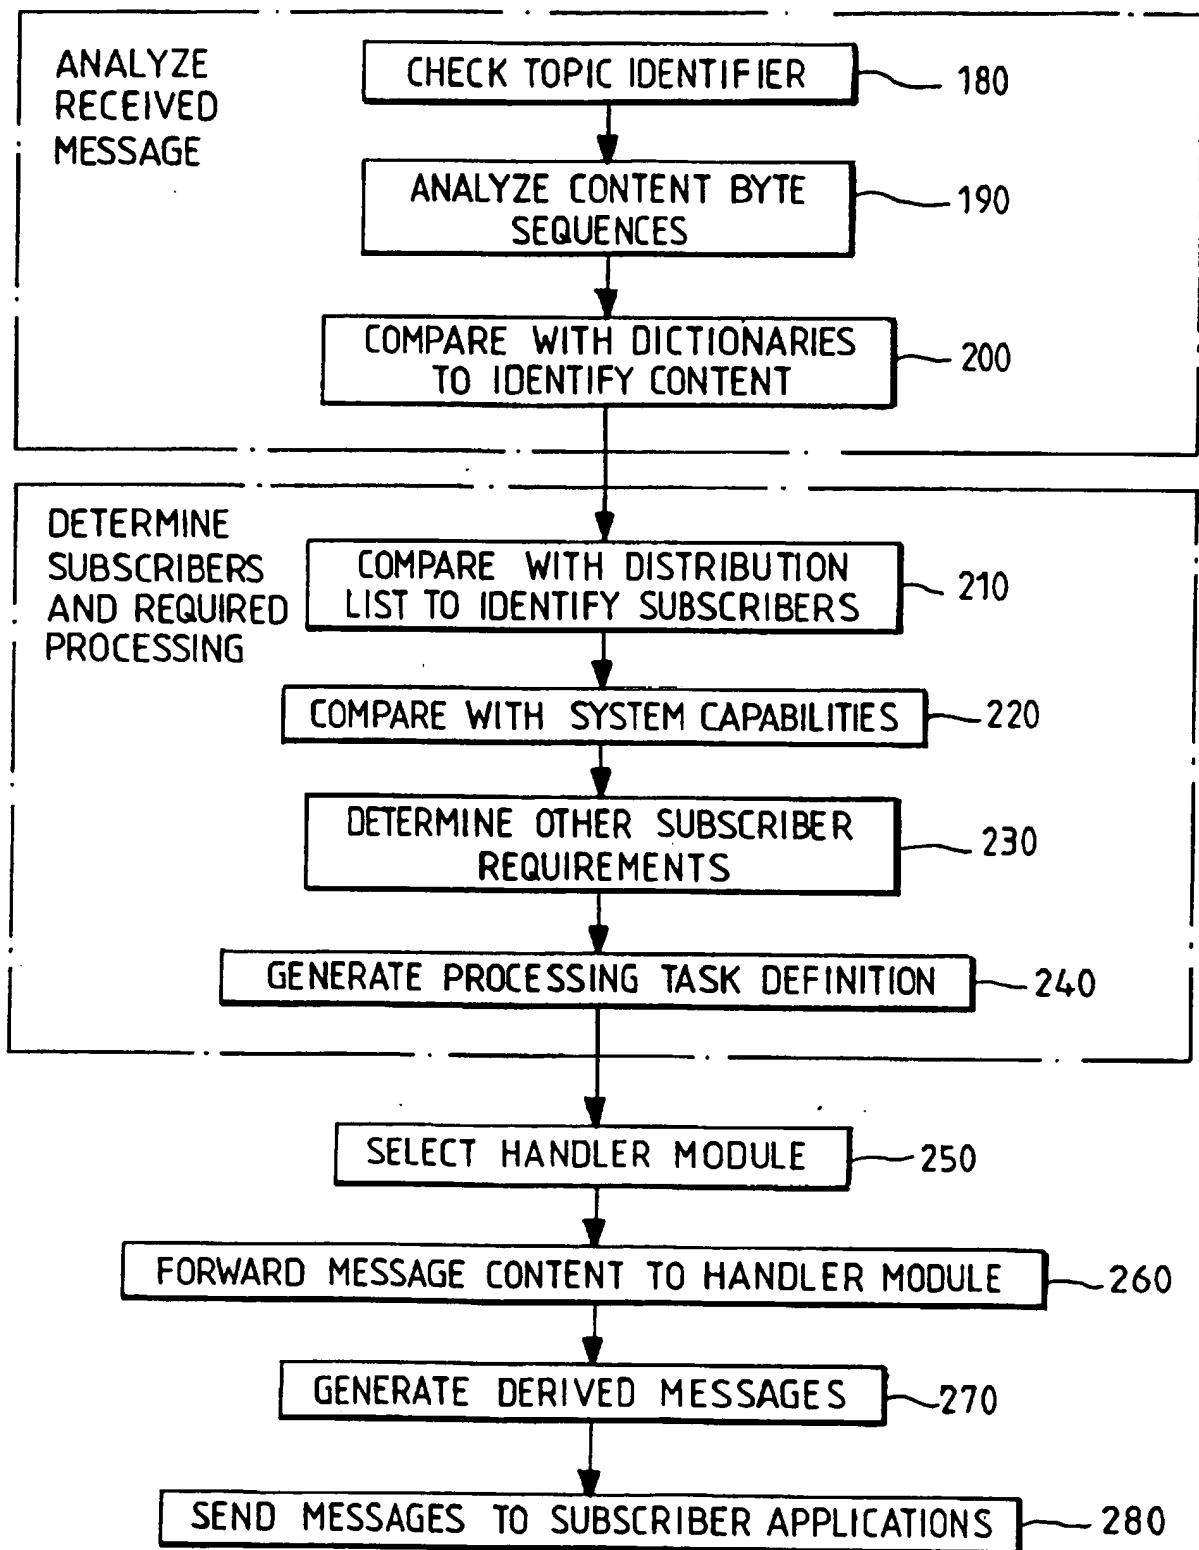 ANALYZE
RECEIVED
MESSAGE
CHECK TOPIC IDENTIFIER
180
ANALYZE CONTENT BYTE
SEQUENCES
190
COMPARE WITH DICTIONARIES
TO IDENTIFY CONTENT
200
DETERMINE
SUBSCRIBERS
AND REQUIRED
PROCESSING
COMPARE WITH DISTRIBUTION
LIST TO IDENTIFY SUBSCRIBERS
210
COMPARE WITH SYSTEM CAPABILITIES
220
DETERMINE OTHER SUBSCRIBER
REQUIREMENTS
230
GENERATE PROCESSING TASK DEFINITION
240
SELECT HANDLER MODULE
250
FORWARD MESSAGE CONTENT TO HANDLER MODULE
260
GENERATE DERIVED MESSAGES
270
SEND MESSAGES TO SUBSCRIBER APPLICATIONS
280